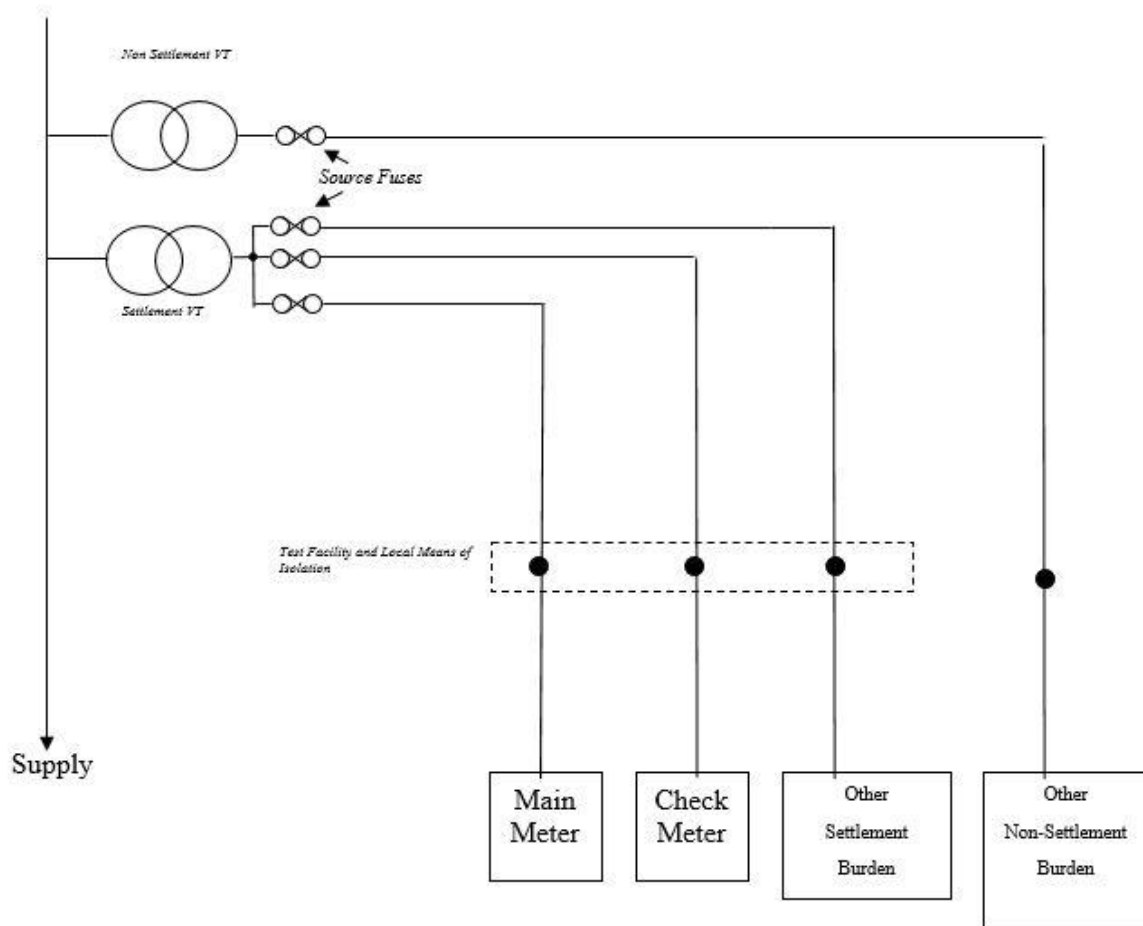 Non Settlement VT
Source Fuses
Settlement VT
Test Facility and Local Means of
Isolation
Supply
Main
Meter
Check
Meter
Other
Settlement
Burden
Other
Non-Settlement
Burden